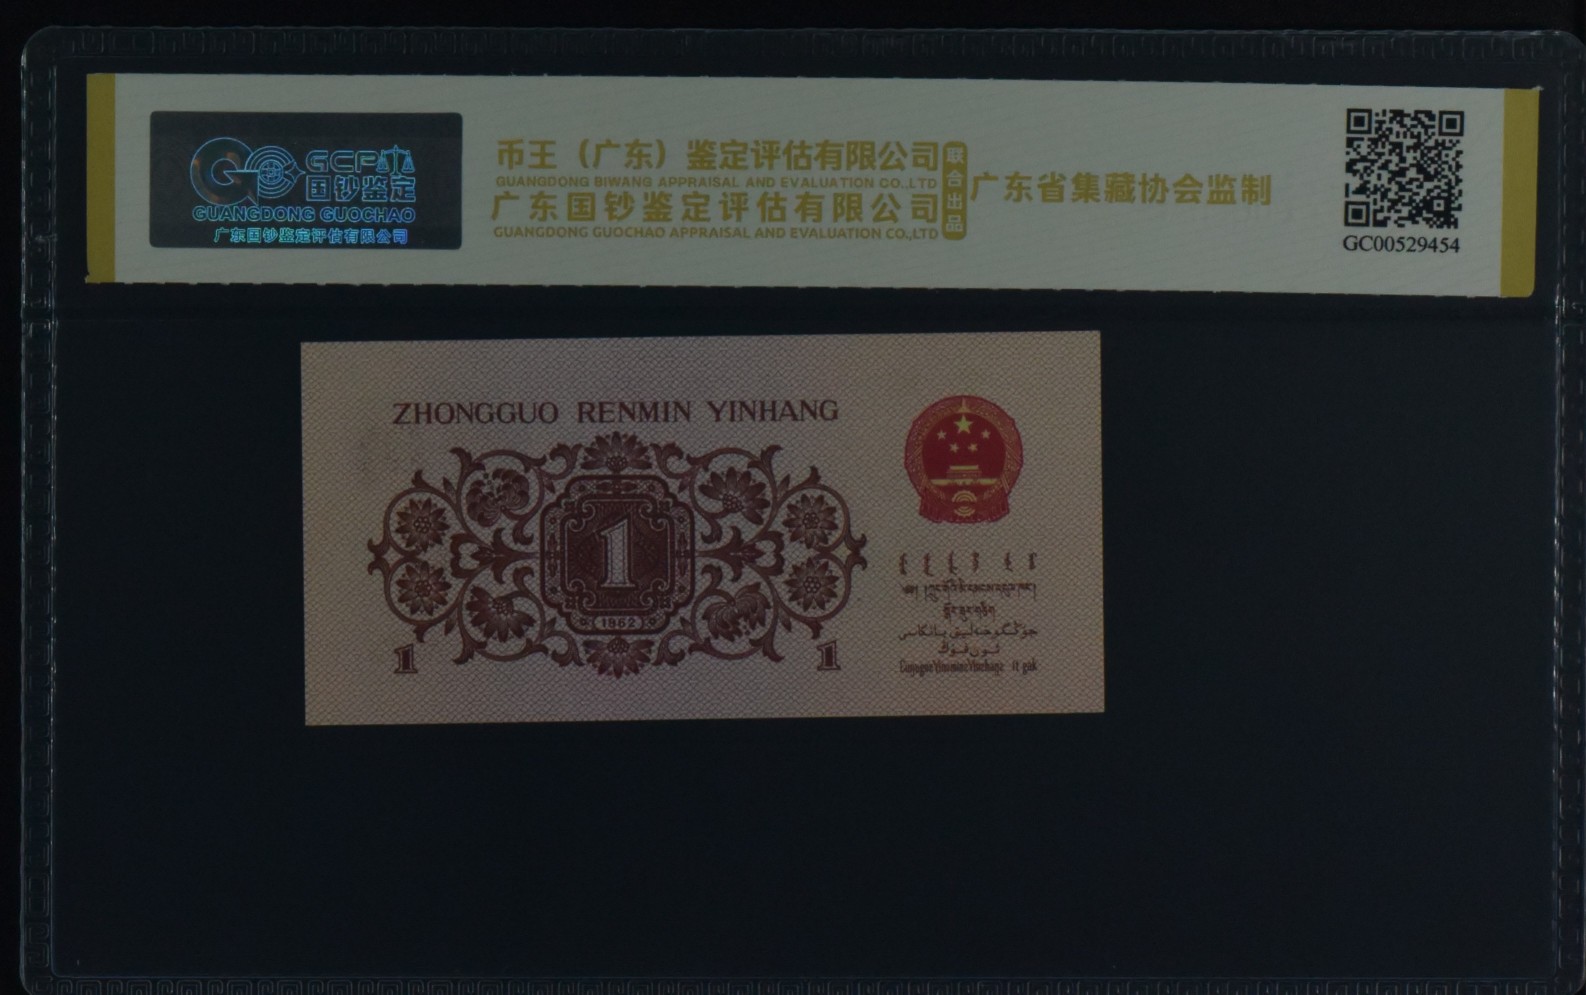 GCP
国钞鉴定
GUANGDONG GUOCHAO
广东国钞鉴定评估有限公司
币王（广东）鉴定评估有限公司
GUANGDONG BIWANG APPRAISAL AND EVALUATION CO.,LTD
广东国钞鉴定评估有限公司
GUANGDONG GUOCHAO APPRAISAL AND EVALUATION CO.,LTD
联合出品
广东省集藏协会监制
GC00529454
ZHONGGUO RENMIN YINHANG
1
1962
1
1